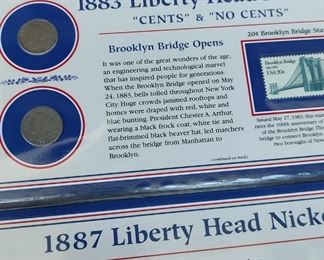 1883 Liberty Head
"CENTS" & "NO CENTS"
Brooklyn Bridge Opens
It was one of the great wonders of the age,
an engineering and technological marvel
that has inspired people for generations.
When the Brooklyn Bridge opened on May
24, 1883, bells tolled throughout New York
City. Huge crowds jammed rooftops and
homes were draped with red, white and
blue bunting. President Chester A. Arthur,
wearing a black frock coat, white tie and
flat-brimmed black beaver hat, led marchers
across the bridge from Manhattan to
Brooklyn.
20¢ Brooklyn Bridge
Brooklyn Bridge
USA 20c
Issued May 17, 1983, this
the 100th anniversary of
of the Brooklyn Bridge.
bridge to connect
two boroughs of New
1887 Liberty Head